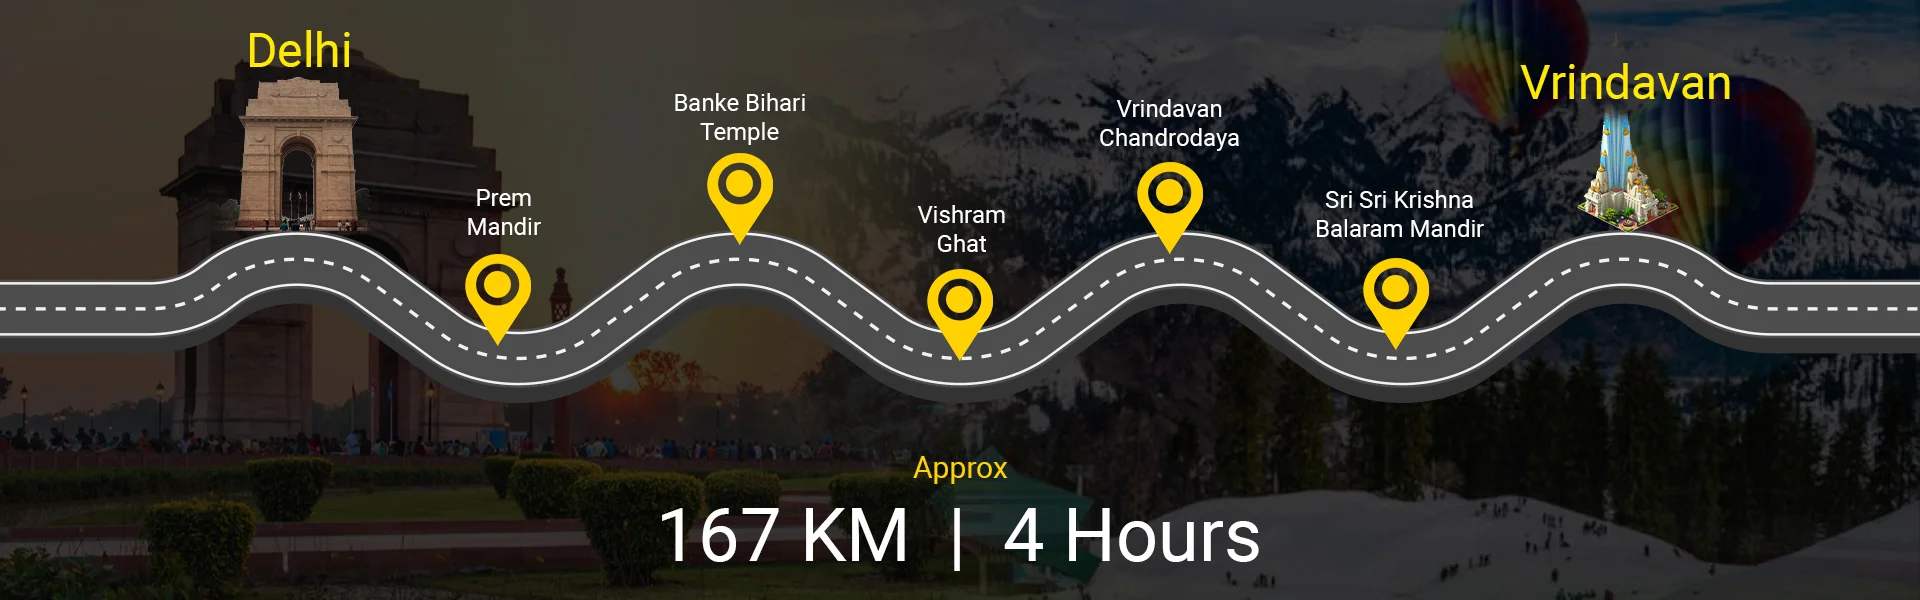 Delhi
Prem
Mandir
Banke Bihari
Temple
Vishram
Ghat
Vrindavan
Chandrodaya
Sri Sri Krishna
Balaram Mandir
Vrindavan
Approx
167 KM | 4 Hours